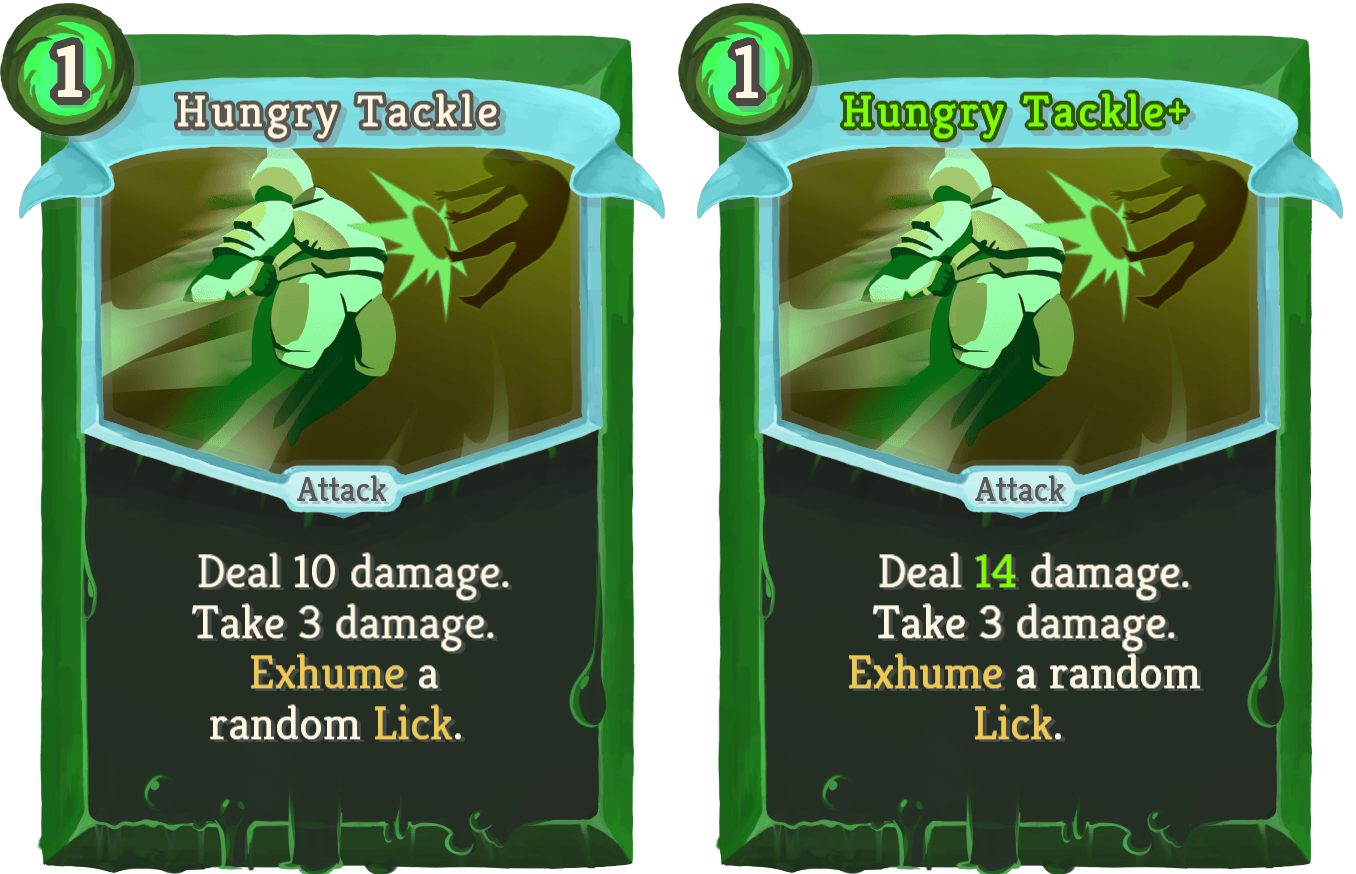 1
Hungry Tackle
Attack
Deal 10 damage.
Take 3 damage.
Exhume a
random Lick.
1
Hungry Tackle+
Attack
Deal 14 damage.
Take 3 damage.
Exhume a random
Lick.